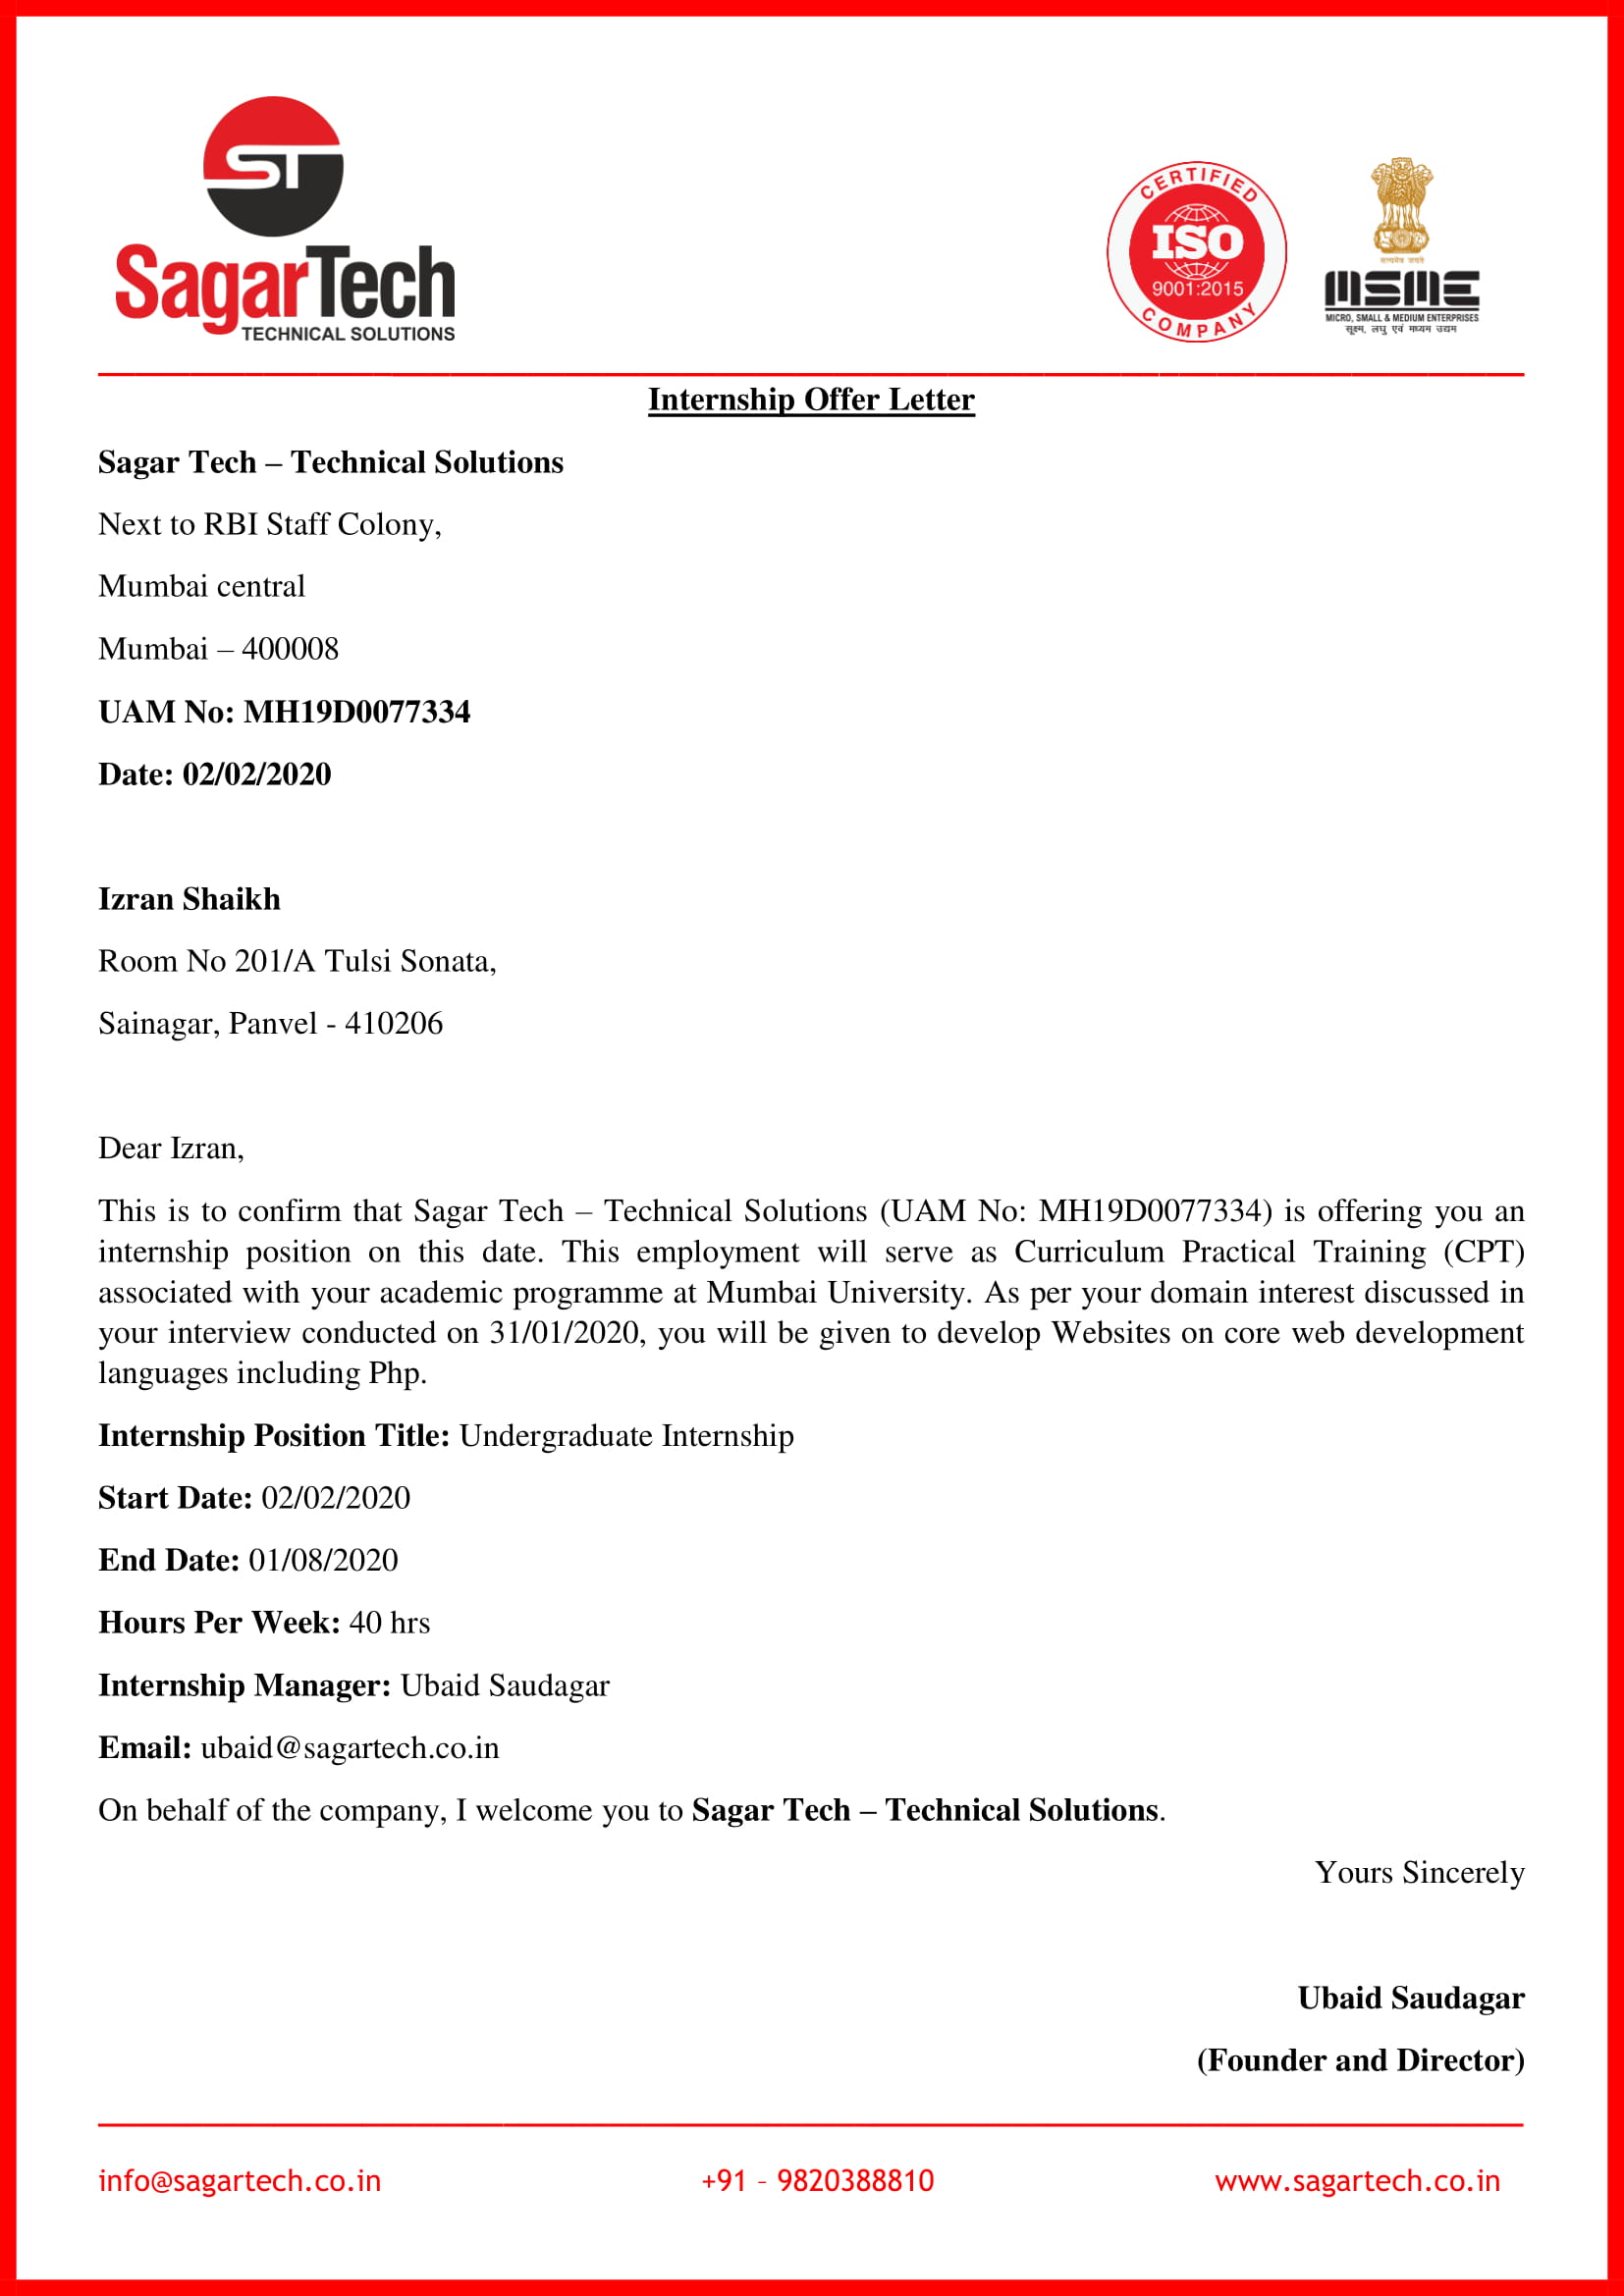 ST
SagarTech
TECHNICAL SOLUTIONS
CERTIFIED
ISO
9001:2015
COMPANY
सत्यमेव जयते
MSME
MICRO, SMALL & MEDIUM ENTERPRISES
सूक्ष्म, लघु एवं मध्यम उद्यम
Internship Offer Letter
Sagar Tech – Technical Solutions
Next to RBI Staff Colony,
Mumbai central
Mumbai – 400008
UAM No: MH19D0077334
Date: 02/02/2020
Izran Shaikh
Room No 201/A Tulsi Sonata,
Sainagar, Panvel - 410206
Dear Izran,
This is to confirm that Sagar Tech – Technical Solutions (UAM No: MH19D0077334) is offering you an
internship position on this date. This employment will serve as Curriculum Practical Training (CPT)
associated with your academic programme at Mumbai University. As per your domain interest discussed in
your interview conducted on 31/01/2020, you will be given to develop Websites on core web development
languages including Php.
Internship Position Title: Undergraduate Internship
Start Date: 02/02/2020
End Date: 01/08/2020
Hours Per Week: 40 hrs
Internship Manager: Ubaid Saudagar
Email: ubaid@sagartech.co.in
On behalf of the company, I welcome you to Sagar Tech – Technical Solutions.
Yours Sincerely
Ubaid Saudagar
(Founder and Director)
info@sagartech.co.in +91 – 9820388810 www.sagartech.co.in